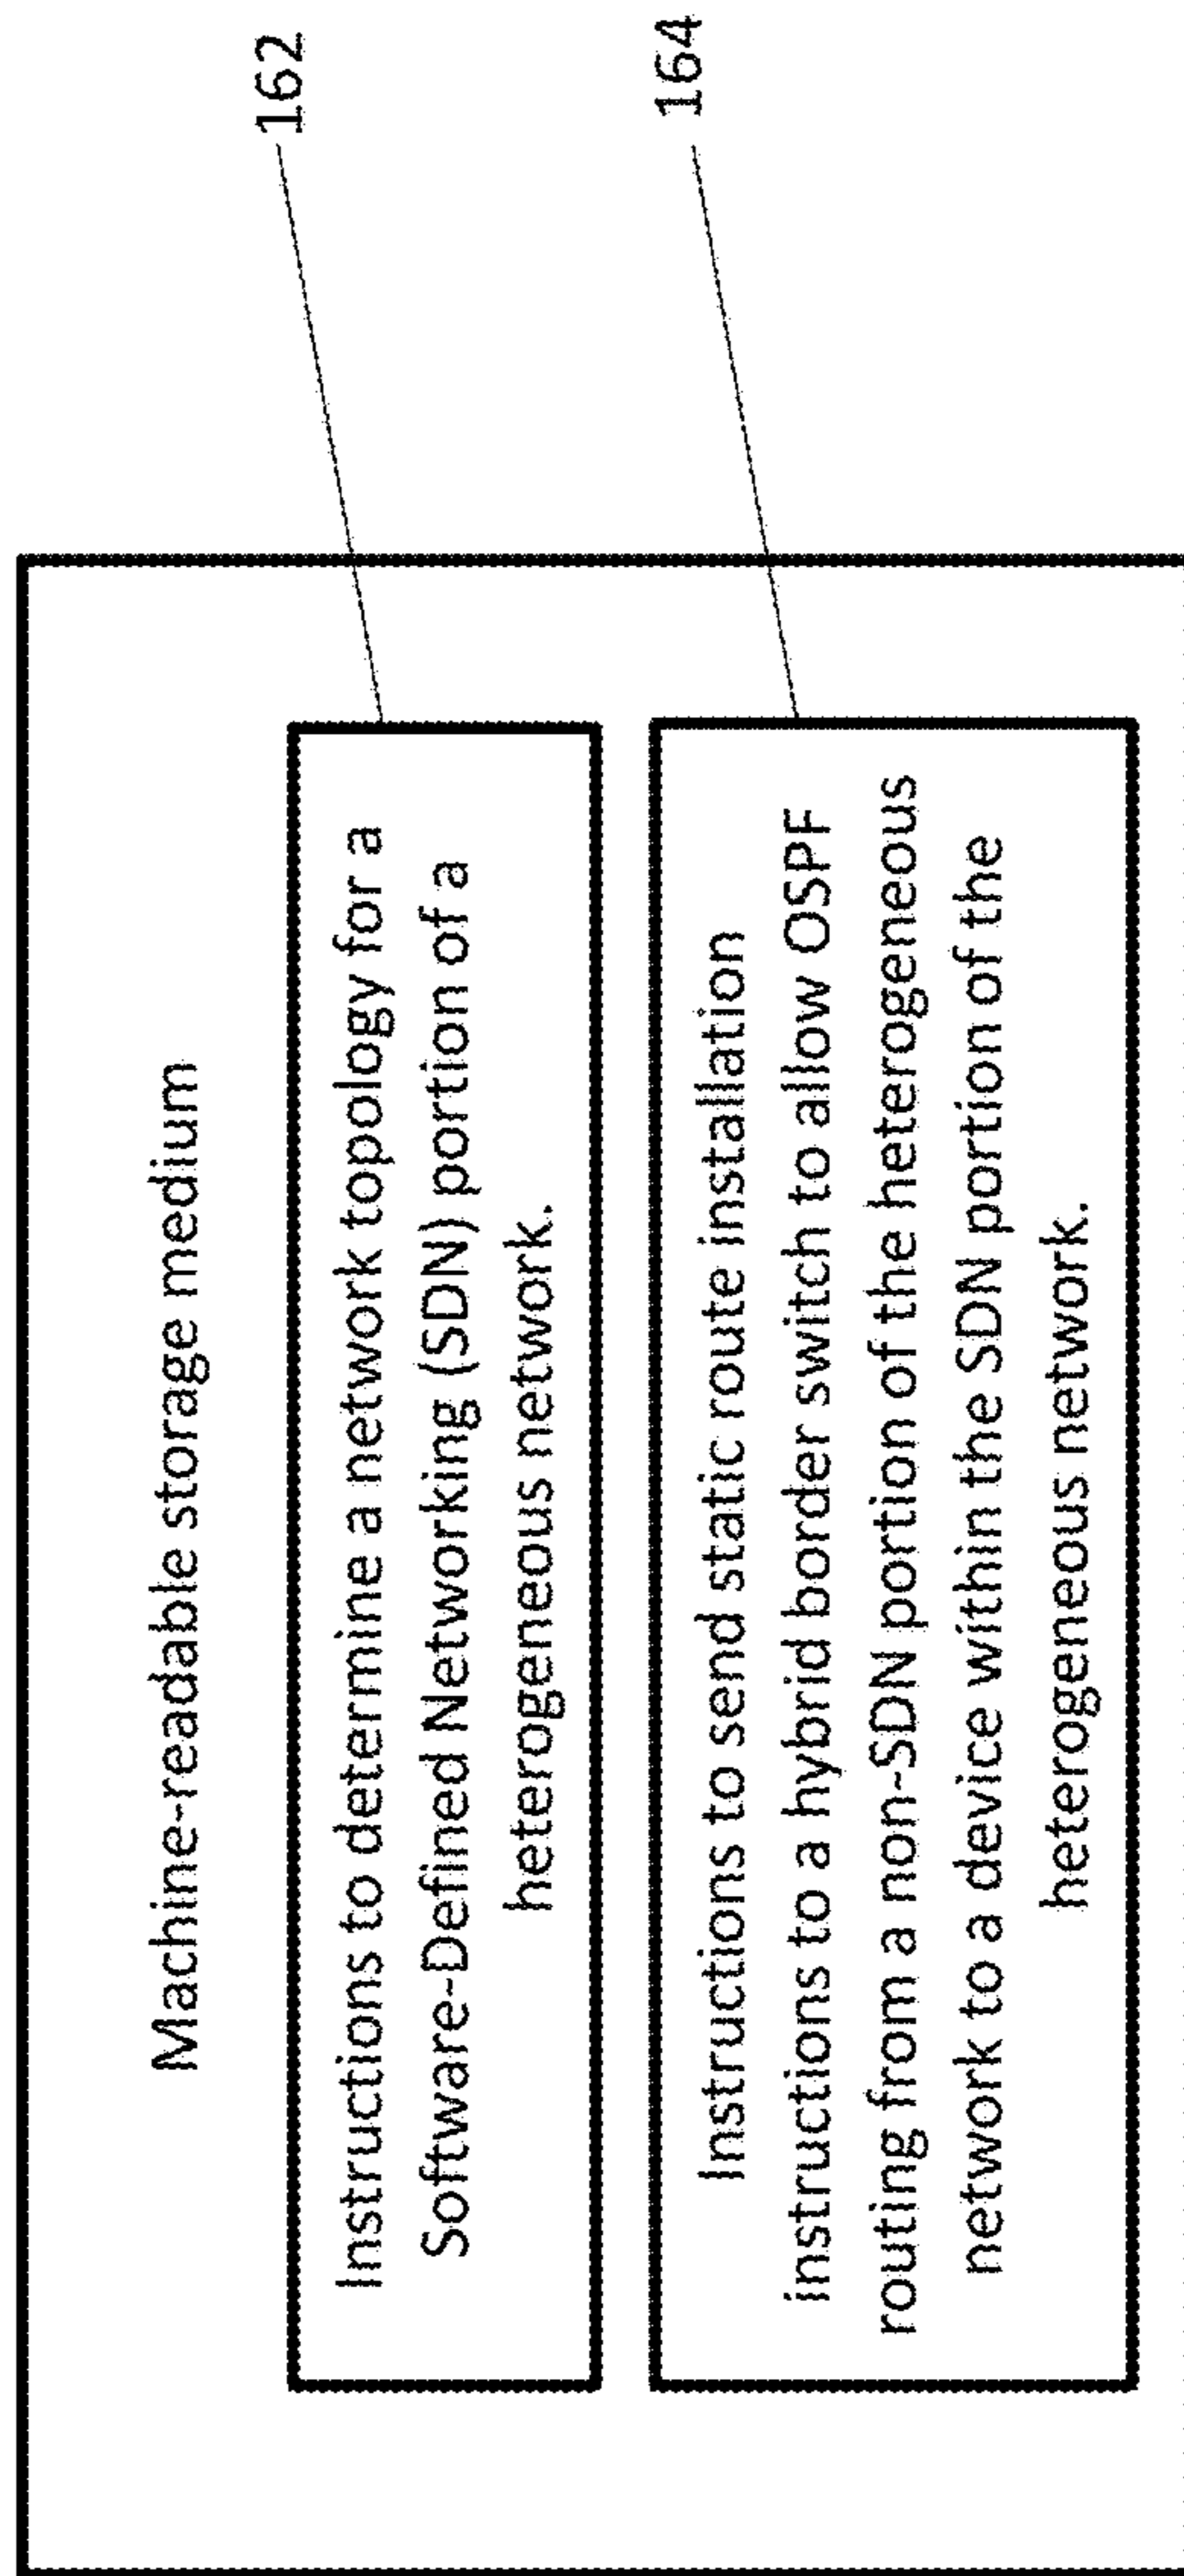 Machine-readable storage medium
Instructions to determine a network topology for a
Software-Defined Networking (SDN) portion of a
heterogeneous network.
162
Instructions to send static route installation
instructions to a hybrid border switch to allow OSPF
routing from a non-SDN portion of the heterogeneous
network to a device within the SDN portion of the
heterogeneous network.
164